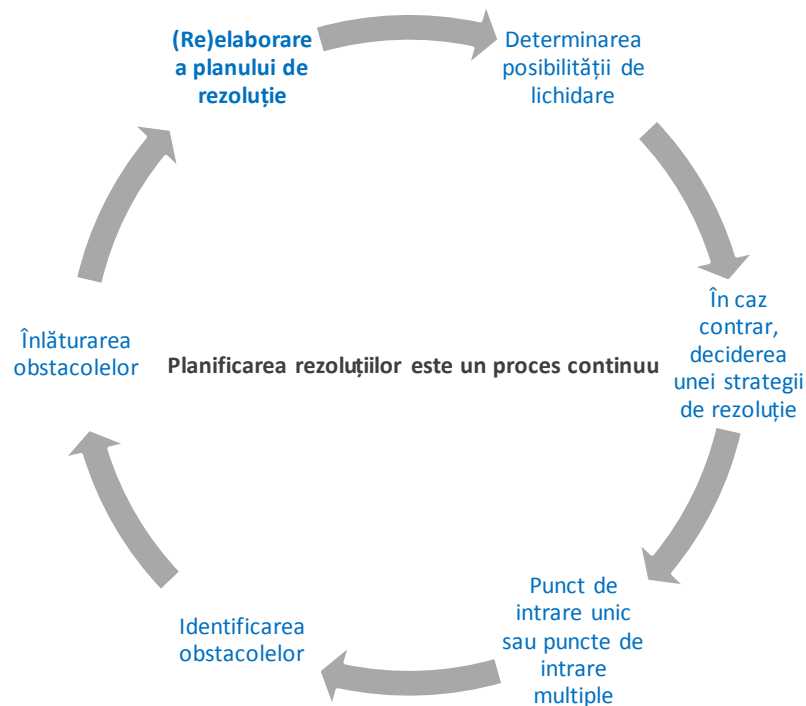 (Re)elaborare
a planului de
rezoluție
Determinarea
posibilității de
lichidare
În caz
contrar,
deciderea
unei strategii
de rezoluție
Punct de
intrare unic
sau puncte de
intrare
multiple
Identificarea
obstacolelor
Înlăturarea
obstacolelor
Planificarea rezoluțiilor este un proces continuu